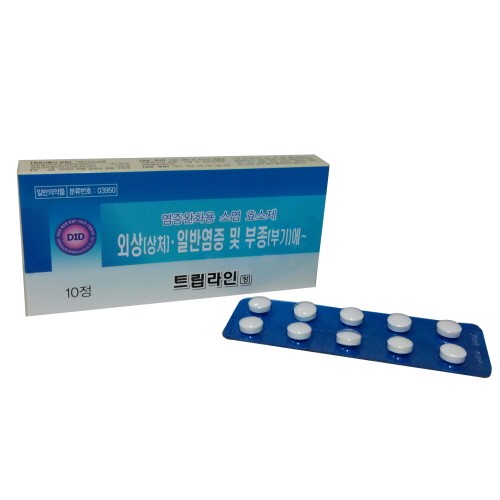 일반의약품 분류번호 : 03950
염증완화용 소염 효소제
DID
외상(상처)·일반염증 및 부종(부기)에~
10정
트립라인 정